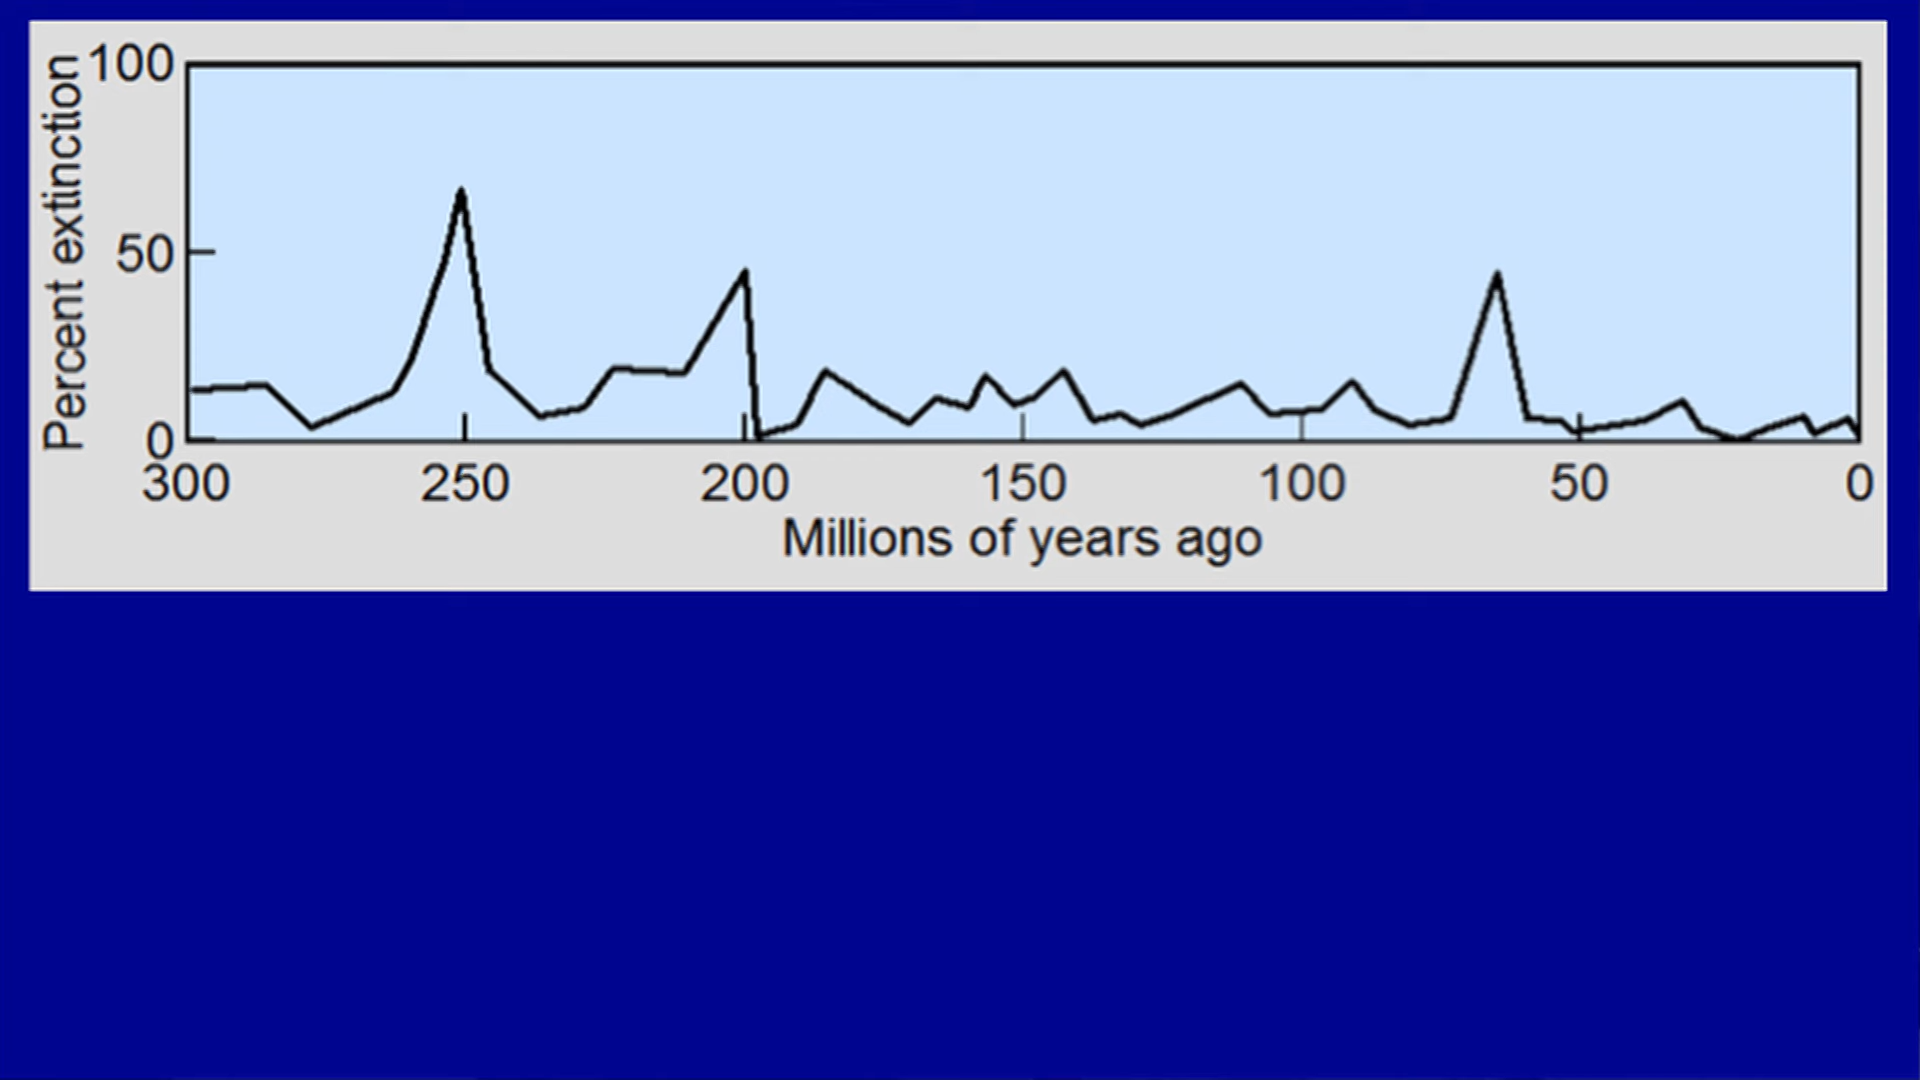 Percent extinction
100
50
0
300 250 200 150 100 50 0
Millions of years ago